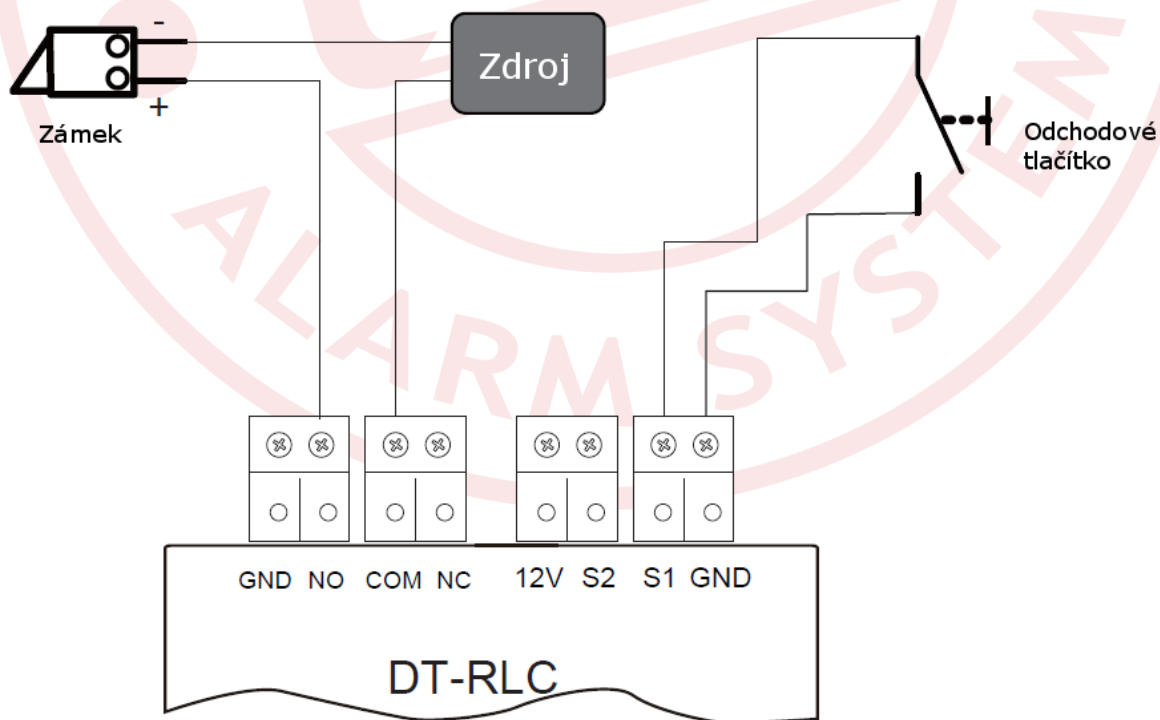 -
Zdroj
+
Zámek
Odchodové
tlačítko
ALARM SYSTEM
GND NO COM NC 12V S2 S1 GND
DT-RLC